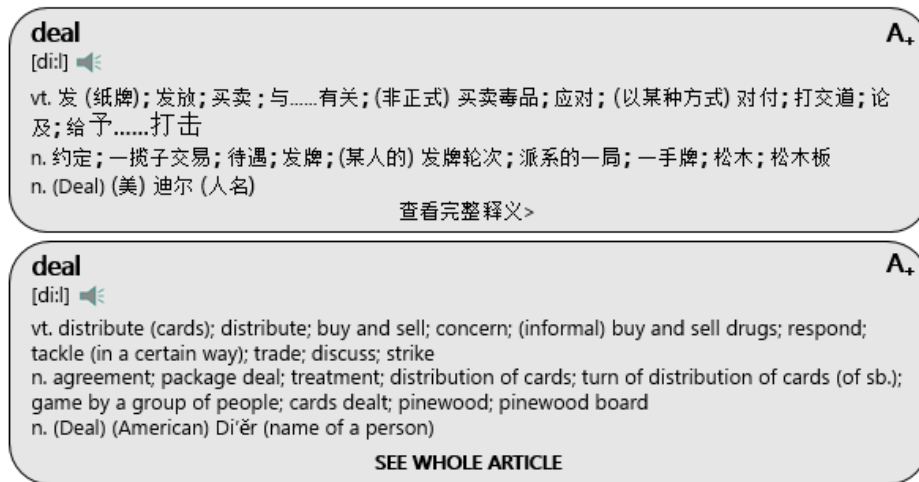 deal A+
[di:l]
vt. 发 (纸牌); 发放; 买卖; 与......有关; (非正式) 买卖毒品; 应对; (以某种方式) 对付; 打交道; 论
及; 给予......打击
n. 约定; 一揽子交易; 待遇; 发牌; (某人的) 发牌轮次; 派系的一局; 一手牌; 松木; 松木板
n. (Deal) (美) 迪尔 (人名)
查看完整释义>
deal A+
[di:l]
vt. distribute (cards); distribute; buy and sell; concern; (informal) buy and sell drugs; respond;
tackle (in a certain way); trade; discuss; strike
n. agreement; package deal; treatment; distribution of cards; turn of distribution of cards (of sb.);
game by a group of people; cards dealt; pinewood; pinewood board
n. (Deal) (American) Di'ěr (name of a person)
SEE WHOLE ARTICLE